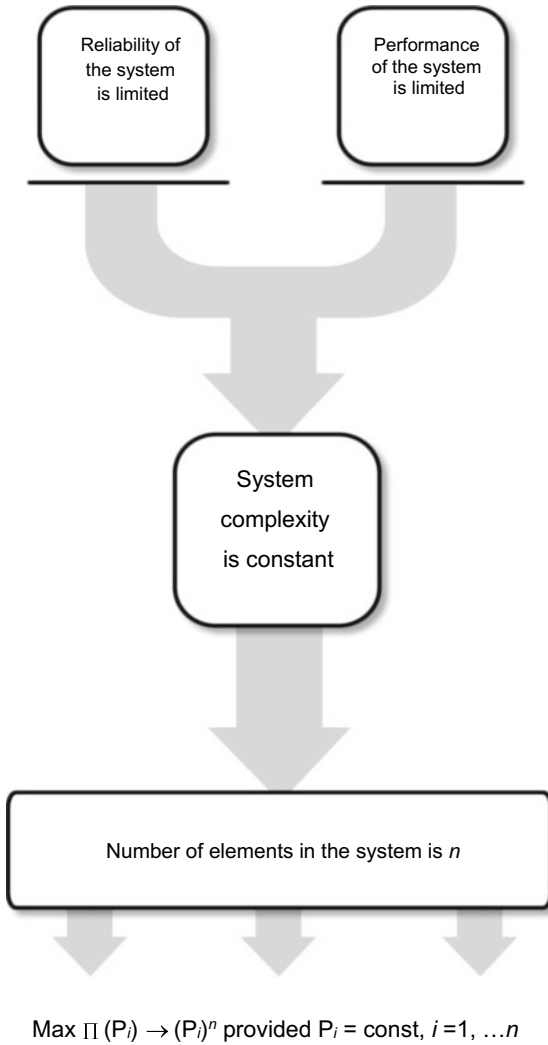 Reliability of
the system
is limited
Performance
of the system
is limited
System
complexity
is constant
Number of elements in the system is n
Max ∏ (Pi) → (Pi)n provided Pi = const, i =1, …n